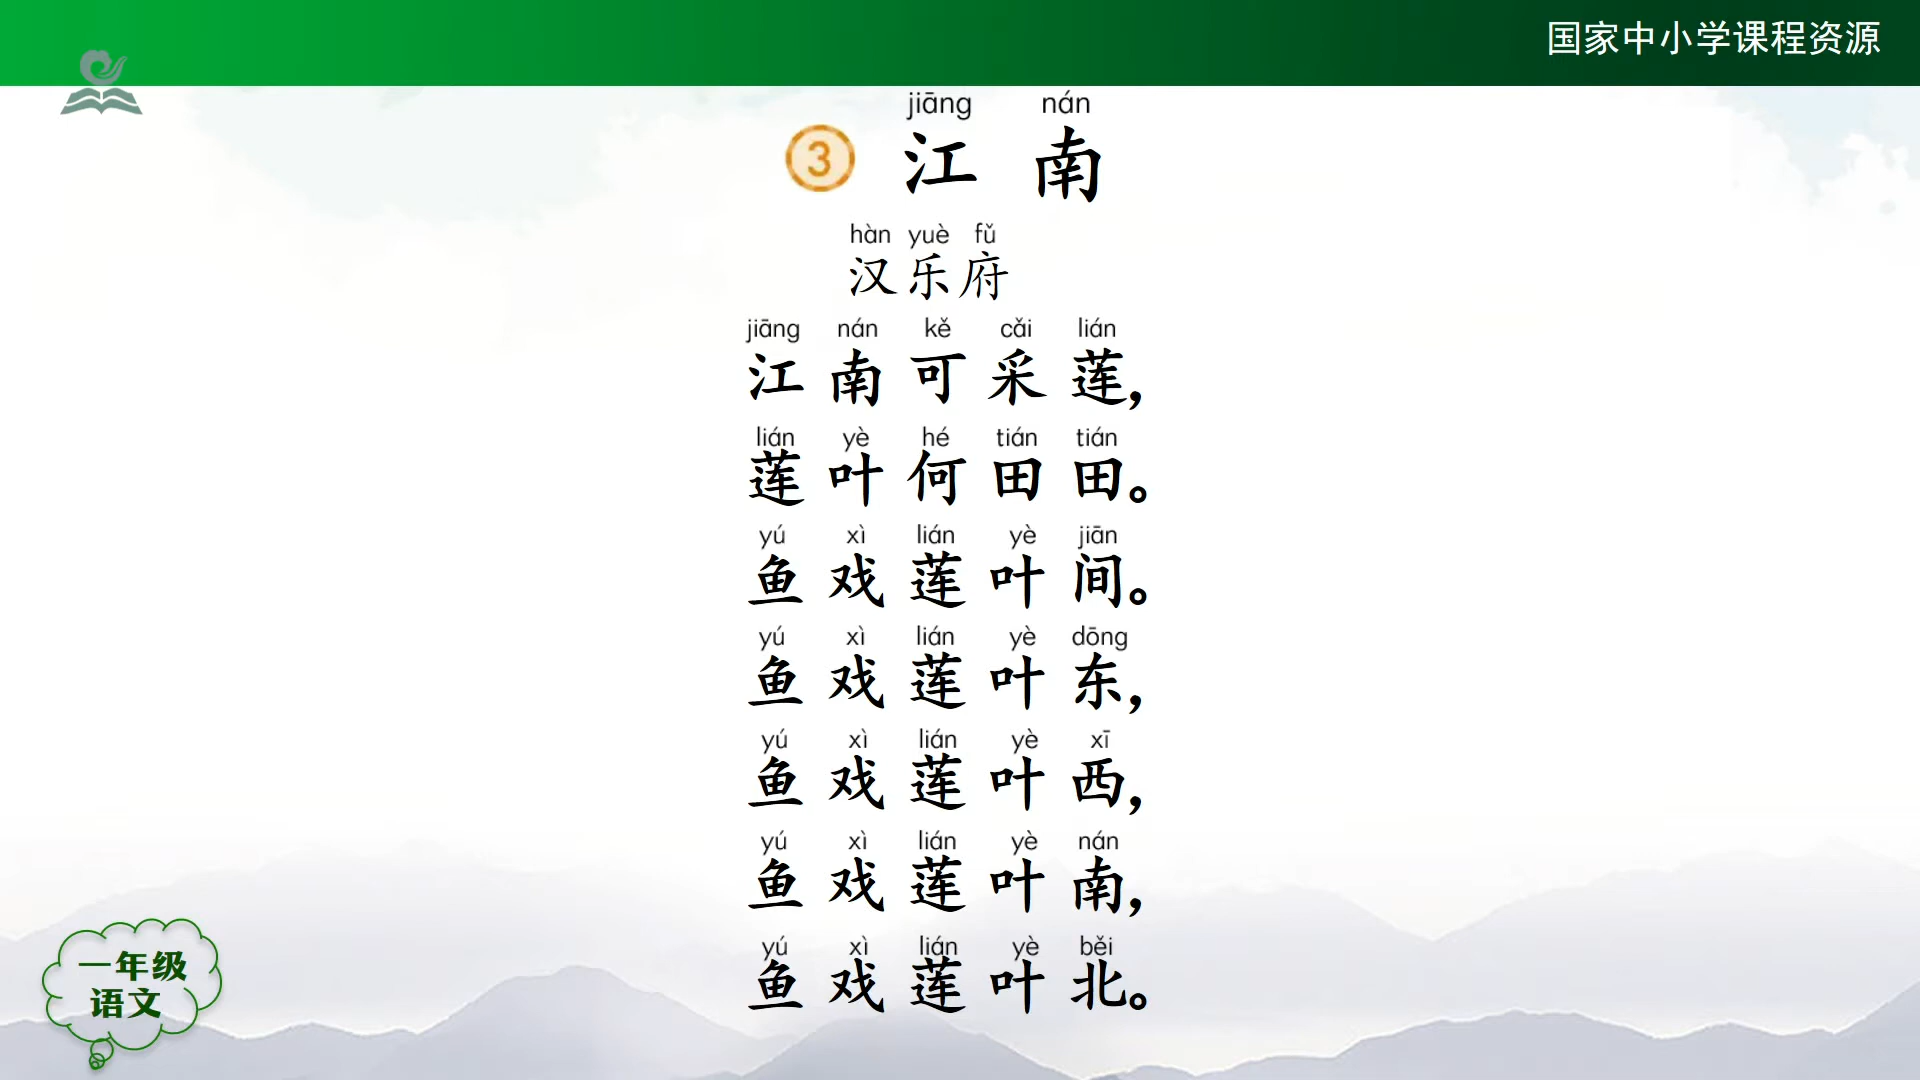 国家中小学课程资源
jiāng nán
3 江 南
hàn yuè fǔ
汉乐府
jiāng nán kě cǎi lián
江南可采莲，
lián yè hé tián tián
莲叶何田田。
yú xì lián yè jiān
鱼戏莲叶间。
yú xì lián yè dōng
鱼戏莲叶东，
yú xì lián yè xī
鱼戏莲叶西，
yú xì lián yè nán
鱼戏莲叶南，
yú xì lián yè běi
鱼戏莲叶北。
一年级
语文